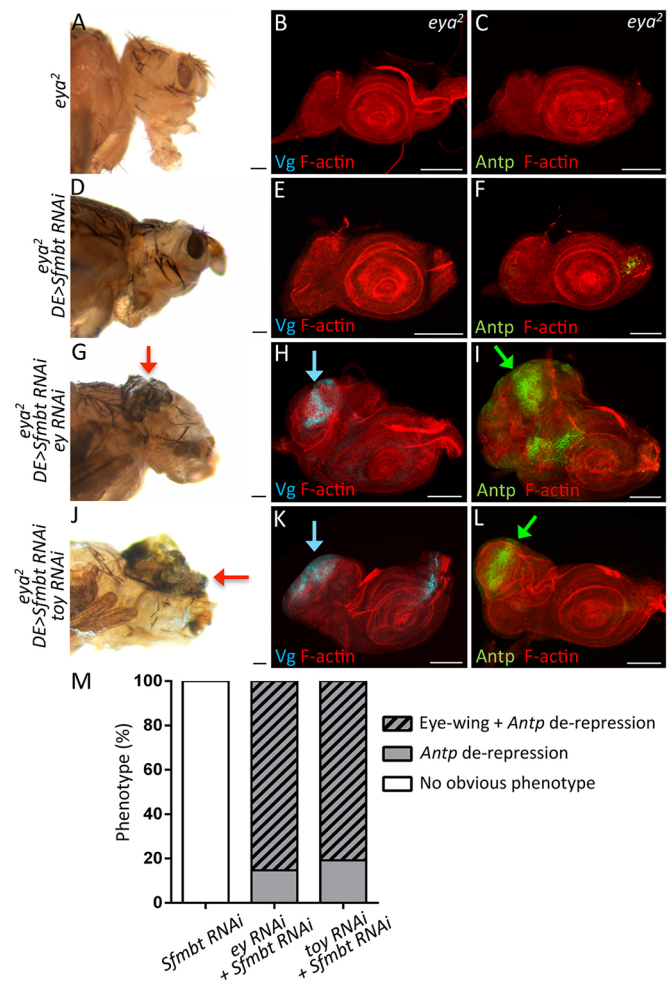 A
eya²
B
eya²
Vg F-actin
C
eya²
Antp F-actin
D
eya²
DE>Sfmbt RNAi
E
Vg F-actin
F
Antp F-actin
G
eya²
DE>Sfmbt RNAi
ey RNAi
H
Vg F-actin
I
Antp F-actin
J
eya²
DE>Sfmbt RNAi
toy RNAi
K
Vg F-actin
L
Antp F-actin
M
Phenotype (%)
100
80
60
40
20
0
Sfmbt RNAi
ey RNAi
+ Sfmbt RNAi
toy RNAi
+ Sfmbt RNAi
Eye-wing + Antp de-repression
Antp de-repression
No obvious phenotype